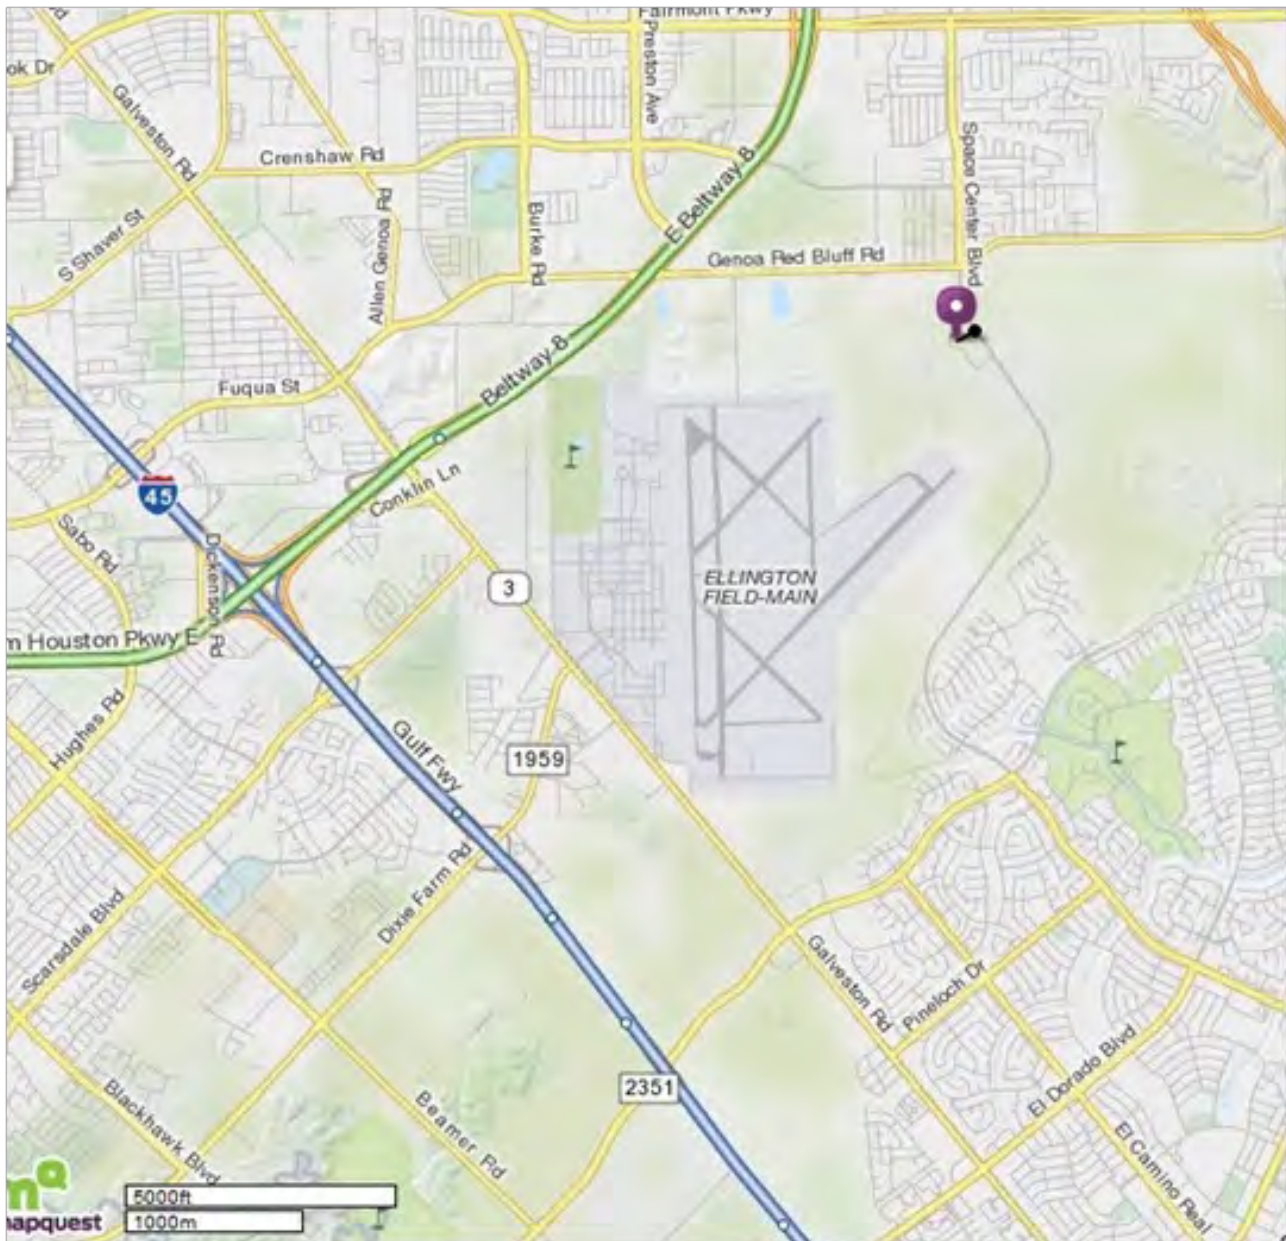 Fairmont Pkwy
ok Dr
Preston Ave
Galveston Rd
Crenshaw Rd
Space Center Blvd
E Beltway 8
Allen Genoa Rd
Burke Rd
S Shaver St
Genoa Red Bluff Rd
Beltway 8
Fuqua St
45
Conklin Ln
Sabo Rd
Dickenson Rd
3
ELLINGTON
FIELD-MAIN
m Houston Pkwy E
Hughes Rd
Gulf Fwy
1959
Dixie Farm Rd
Scarsdale Blvd
Galveston Rd
Pineloch Dr
El Dorado Blvd
2351
Blackhawk Blvd
Beamer Rd
El Camino Real
5000ft
1000m
mapquest